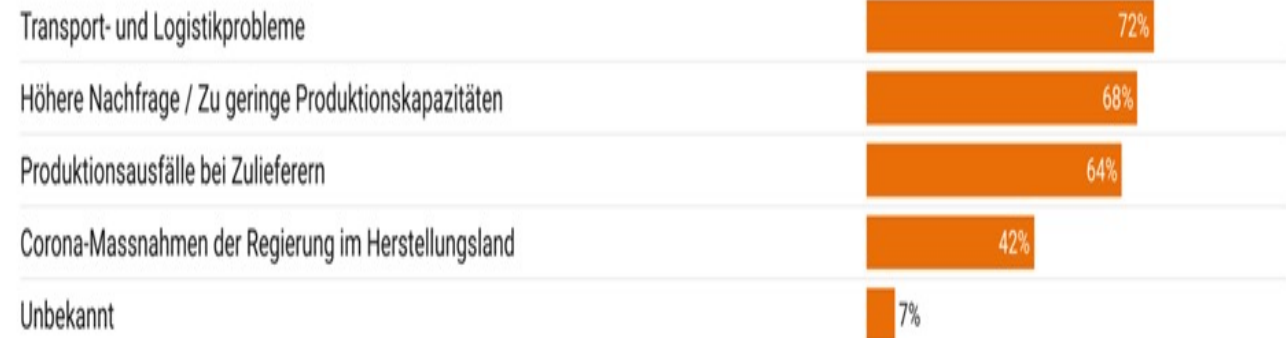 Transport- und Logistikprobleme 72%
Höhere Nachfrage / Zu geringe Produktionskapazitäten 68%
Produktionsausfälle bei Zulieferern 64%
Corona-Massnahmen der Regierung im Herstellungsland 42%
Unbekannt 7%